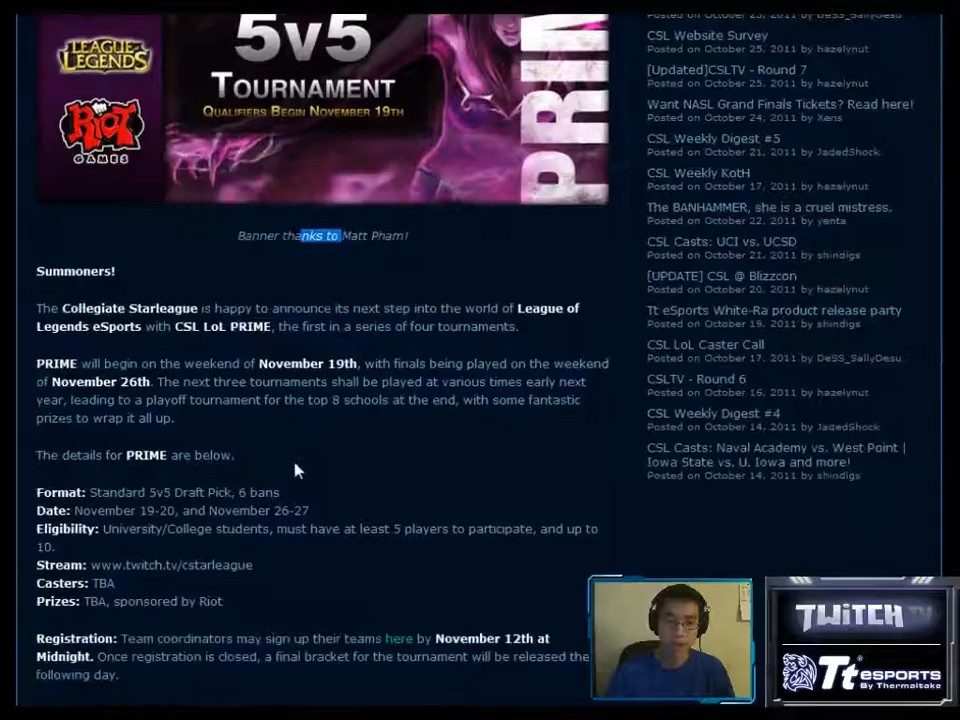 LEAGUE of LEGENDS
RIOT GAMES
5v5
TOURNAMENT
QUALIFIERS BEGIN NOVEMBER 19TH
PRIM
Banner thanks to Matt Pham!
Summoners!
The Collegiate Starleague is happy to announce its next step into the world of League of
Legends eSports with CSL LoL PRIME, the first in a series of four tournaments.
PRIME will begin on the weekend of November 19th, with finals being played on the weekend
of November 26th. The next three tournaments shall be played at various times early next
year, leading to a playoff tournament for the top 8 schools at the end, with some fantastic
prizes to wrap it all up.
The details for PRIME are below.
Format: Standard 5v5 Draft Pick, 6 bans
Date: November 19-20, and November 26-27
Eligibility: University/College students, must have at least 5 players to participate, and up to
10.
Stream: www.twitch.tv/cstarleague
Casters: TBA
Prizes: TBA, sponsored by Riot
Registration: Team coordinators may sign up their teams here by November 12th at
Midnight. Once registration is closed, a final bracket for the tournament will be released the
following day.
Posted on October 25, 2011 by DeSS_SallyDesu
CSL Website Survey
Posted on October 25, 2011 by hazelynut
[Updated]CSLTV - Round 7
Posted on October 25, 2011 by hazelynut
Want NASL Grand Finals Tickets? Read here!
Posted on October 24, 2011 by Xeris
CSL Weekly Digest #5
Posted on October 21, 2011 by JadedShock
CSL Weekly KotH
Posted on October 17, 2011 by hazelynut
The BANHAMMER, she is a cruel mistress.
Posted on October 22, 2011 by yenta
CSL Casts: UCI vs. UCSD
Posted on October 21, 2011 by shindigs
[UPDATE] CSL @ Blizzcon
Posted on October 20, 2011 by hazelynut
Tt eSports White-Ra product release party
Posted on October 19, 2011 by shindigs
CSL LoL Caster Call
Posted on October 17, 2011 by DeSS_SallyDesu
CSLTV - Round 6
Posted on October 16, 2011 by hazelynut
CSL Weekly Digest #4
Posted on October 14, 2011 by JadedShock
CSL Casts: Naval Academy vs. West Point |
Iowa State vs. U. Iowa and more!
Posted on October 14, 2011 by shindigs
TWiTCH TV
Tt ESPORTS
By Thermaltake